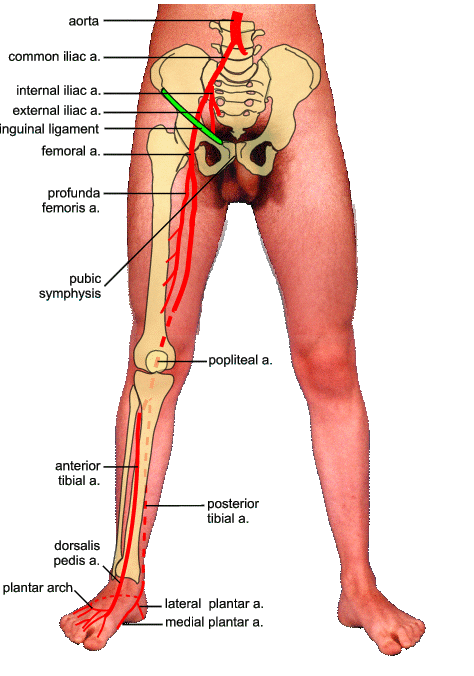 aorta
common iliac a.
internal iliac a.
external iliac a.
inguinal ligament
femoral a.
profunda
femoris a.
pubic
symphysis
popliteal a.
anterior
tibial a.
posterior
tibial a.
dorsalis
pedis a.
plantar arch
lateral plantar a.
medial plantar a.